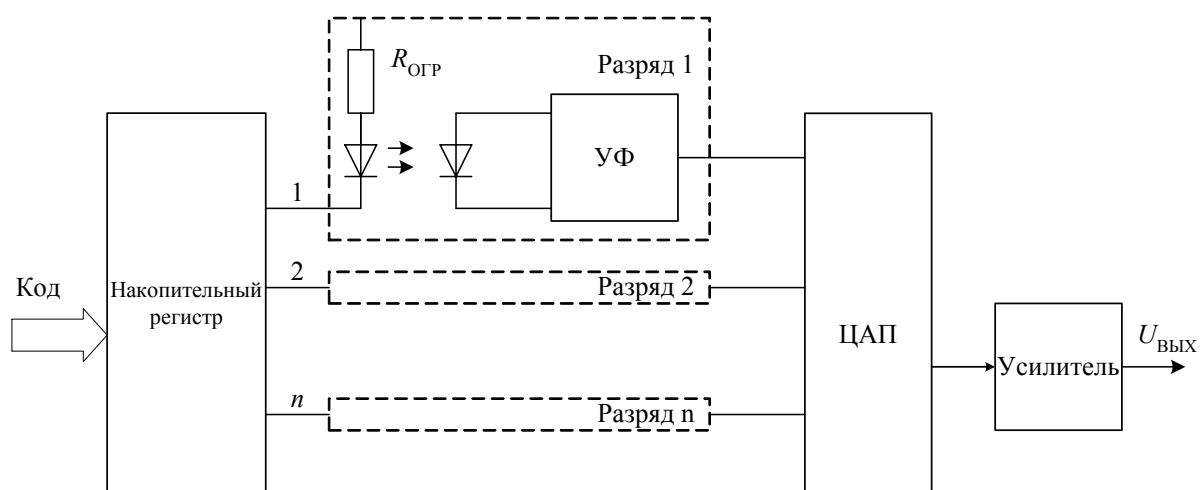 R_ОГР
Разряд 1
УФ
1
2
Разряд 2
Код
Накопительный
регистр
ЦАП
Усилитель
U_ВЫХ
n
Разряд n